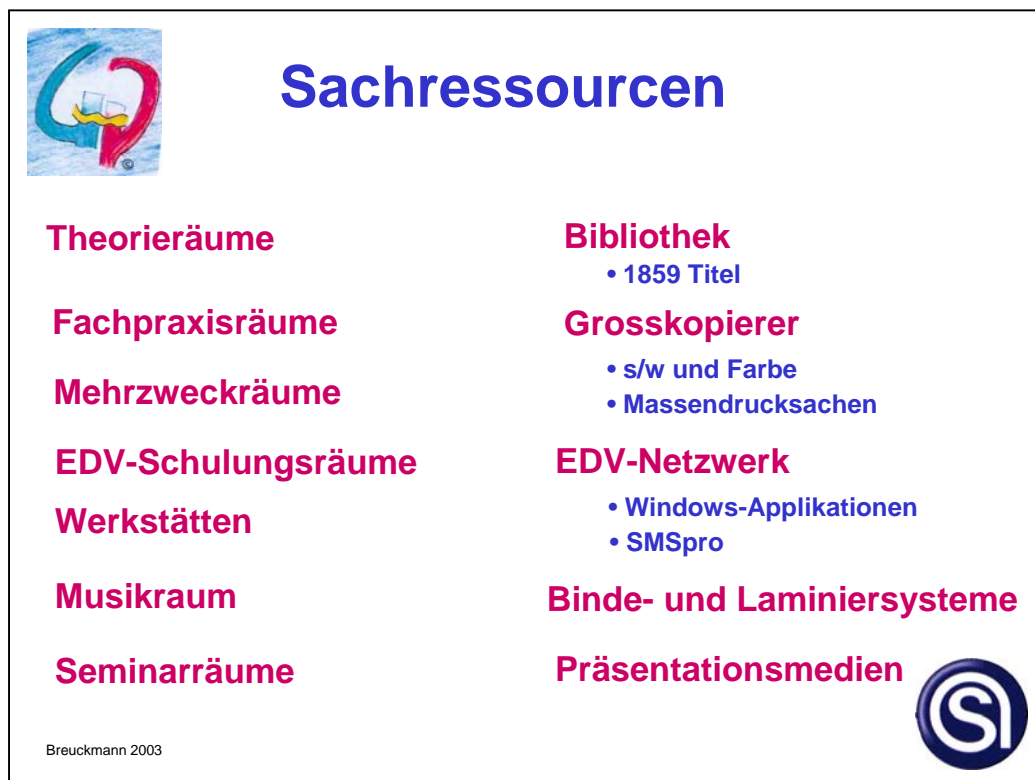 Sachressourcen
Theorieräume
Fachpraxisräume
Mehrzweckräume
EDV-Schulungsräume
Werkstätten
Musikraum
Seminarräume
Bibliothek
• 1859 Titel
Grosskopierer
• s/w und Farbe
• Massendrucksachen
EDV-Netzwerk
• Windows-Applikationen
• SMSpro
Binde- und Laminiersysteme
Präsentationsmedien
Breuckmann 2003
©